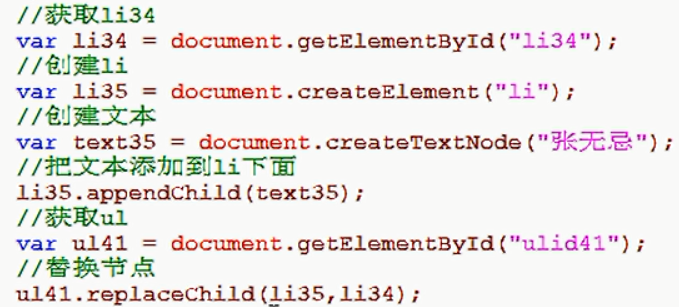 //获取li34
var li34 = document.getElementById("li34");
//创建li
var li35 = document.createElement("li");
//创建文本
var text35 = document.createTextNode("张无忌");
//把文本添加到li下面
li35.appendChild(text35);
//获取ul
var ul41 = document.getElementById("ulid41");
//替换节点
ul41.replaceChild(li35,li34);